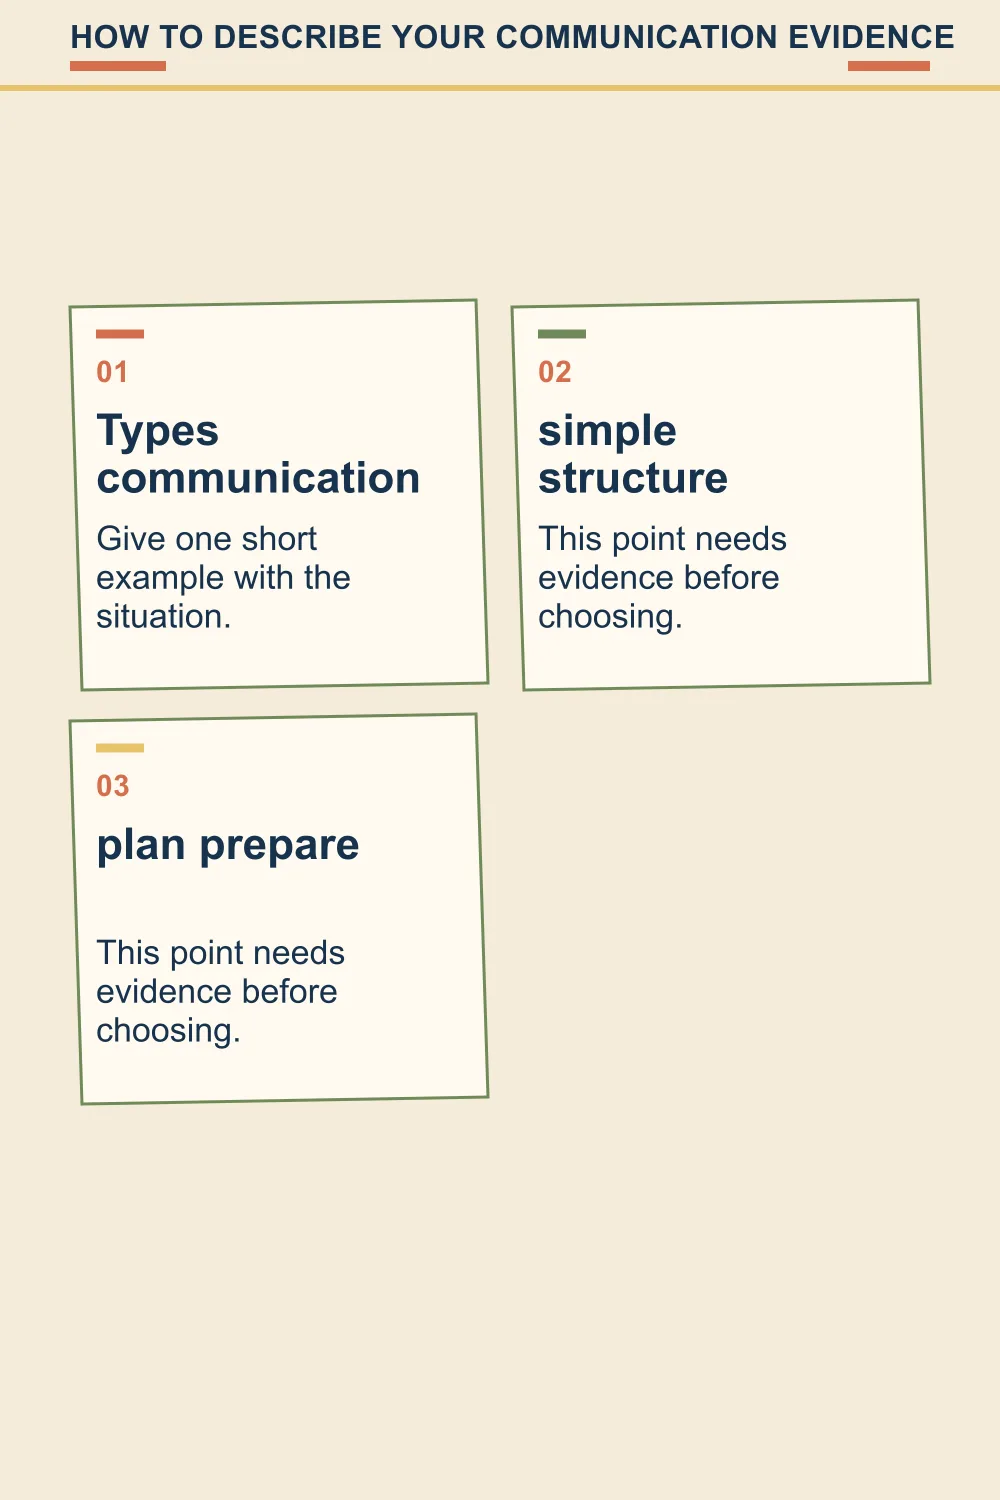 HOW TO DESCRIBE YOUR COMMUNICATION EVIDENCE
01
Types
communication
Give one short
example with the
situation.
02
simple
structure
This point needs
evidence before
choosing.
03
plan prepare
This point needs
evidence before
choosing.